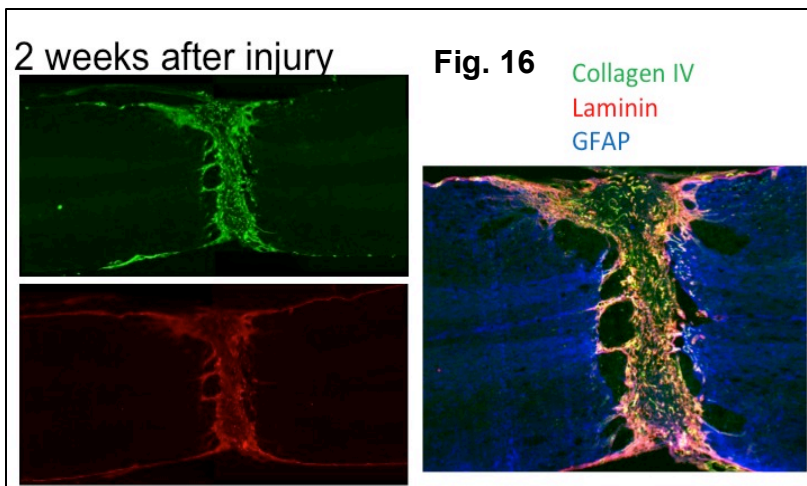 2 weeks after injury
Fig. 16
Collagen IV
Laminin
GFAP